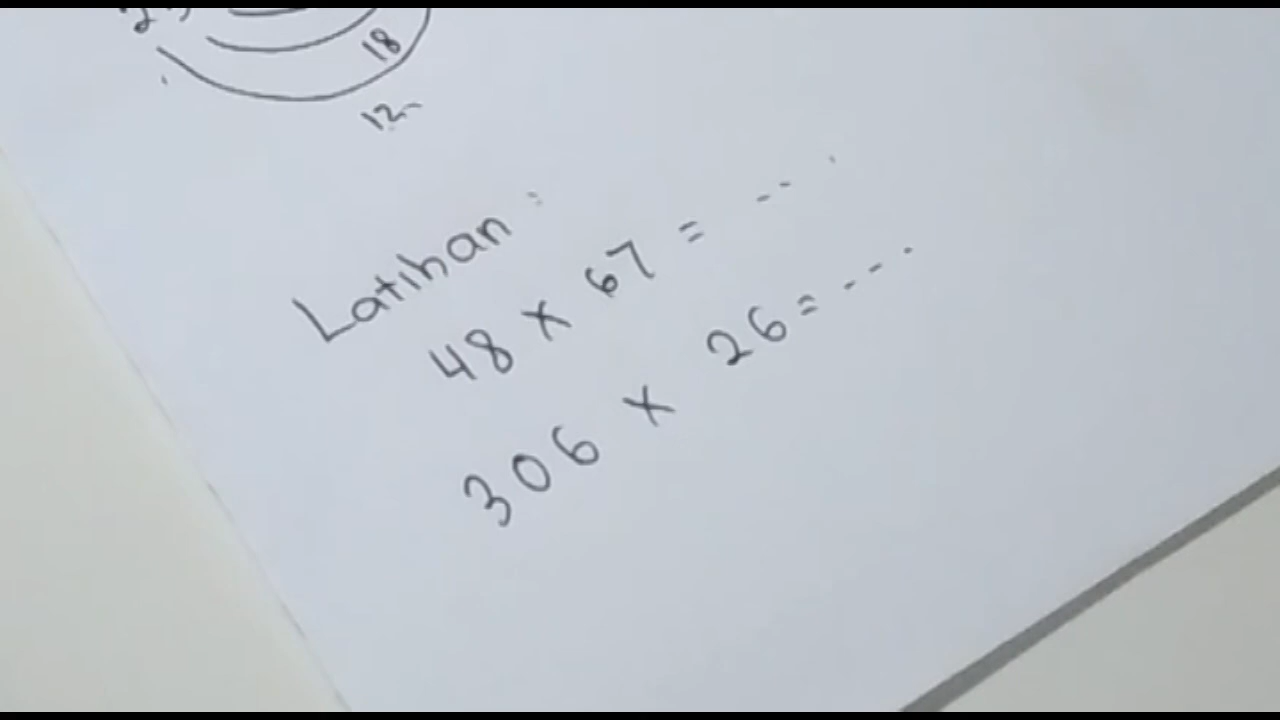 18
12
Latihan :
48 x 67 = ...
306 x 26 = ...